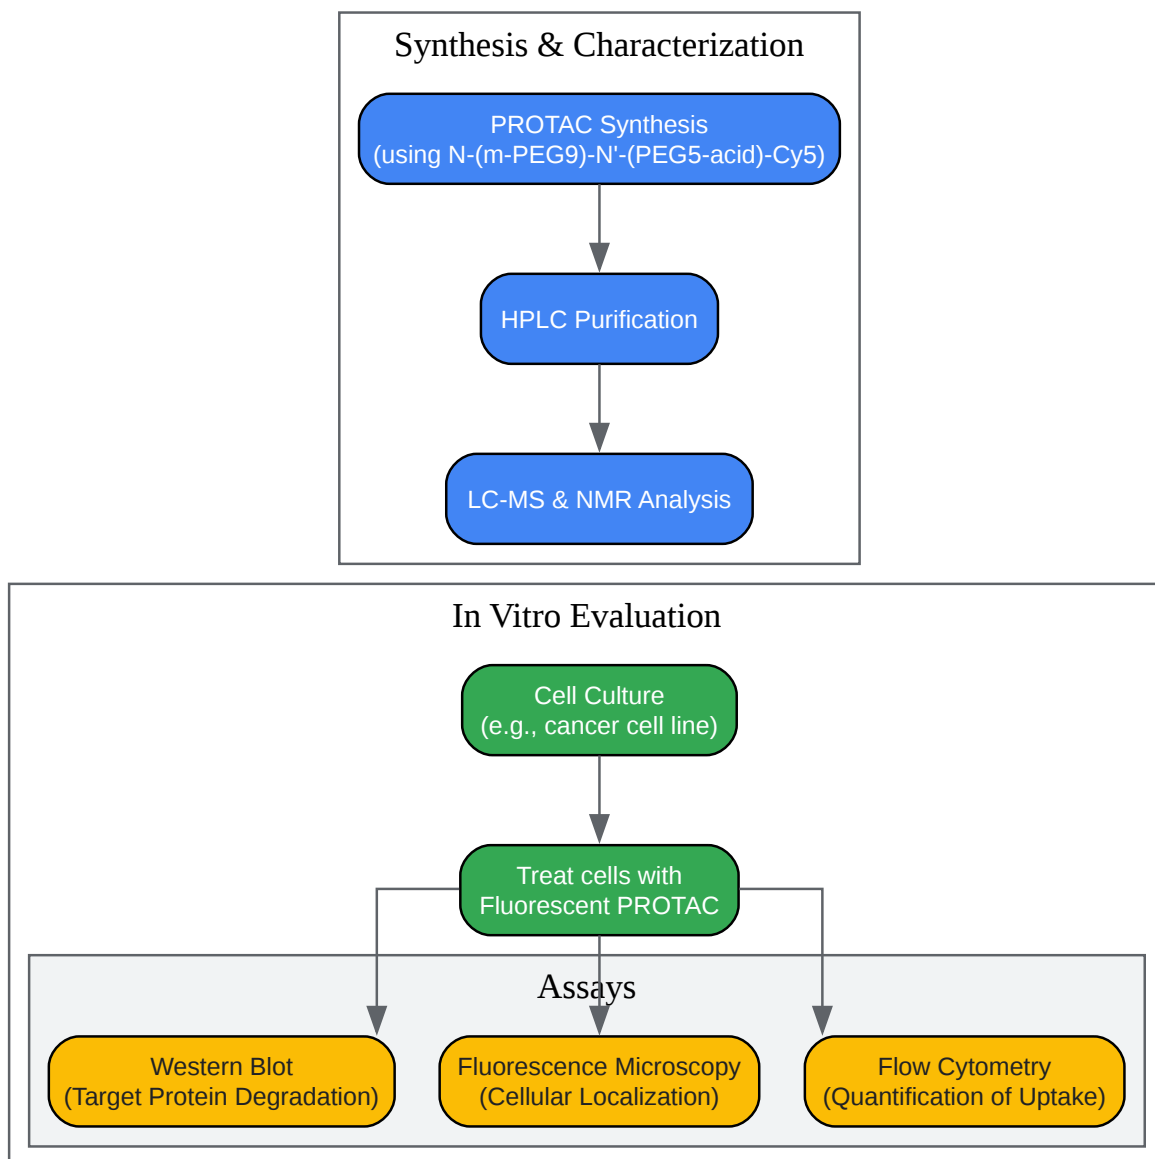 Synthesis & Characterization
PROTAC Synthesis
(using N-(m-PEG9)-N'-(PEG5-acid)-Cy5)
HPLC Purification
LC-MS & NMR Analysis
In Vitro Evaluation
Cell Culture
(e.g., cancer cell line)
Treat cells with
Fluorescent PROTAC
Assays
Western Blot
(Target Protein Degradation)
Fluorescence Microscopy
(Cellular Localization)
Flow Cytometry
(Quantification of Uptake)